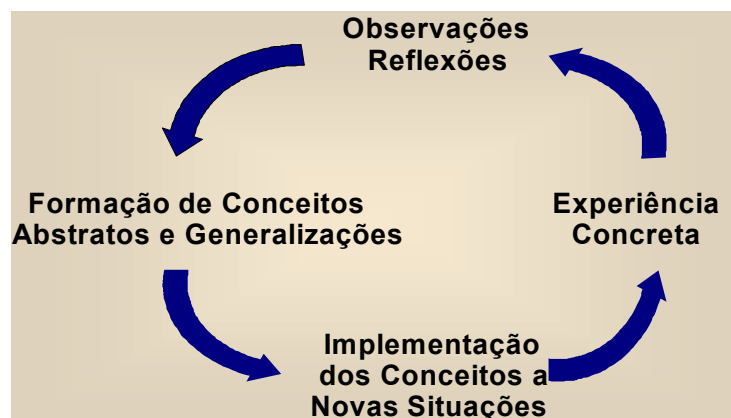 Observações
Reflexões
Formação de Conceitos
Abstratos e Generalizações
Experiência
Concreta
Implementação
dos Conceitos a
Novas Situações